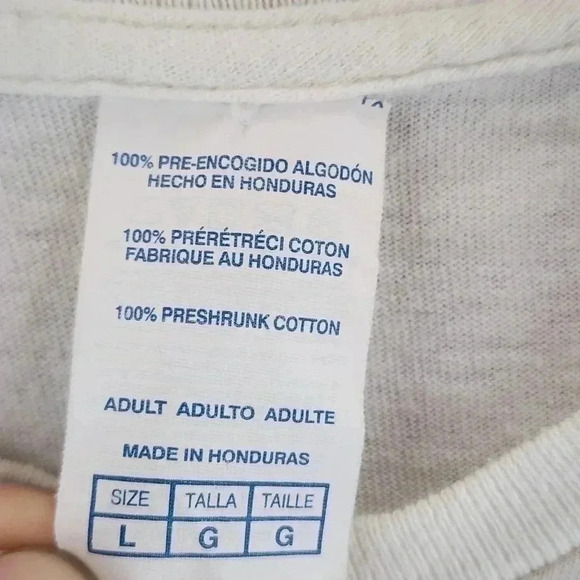 100% PRE-ENCOGIDO ALGODÓN
HECHO EN HONDURAS
100% PRÉRÉTRÉCI COTON
FABRIQUE AU HONDURAS
100% PRESHRUNK COTTON
ADULT ADULTO ADULTE
MADE IN HONDURAS
SIZE TALLA TAILLE
L G G